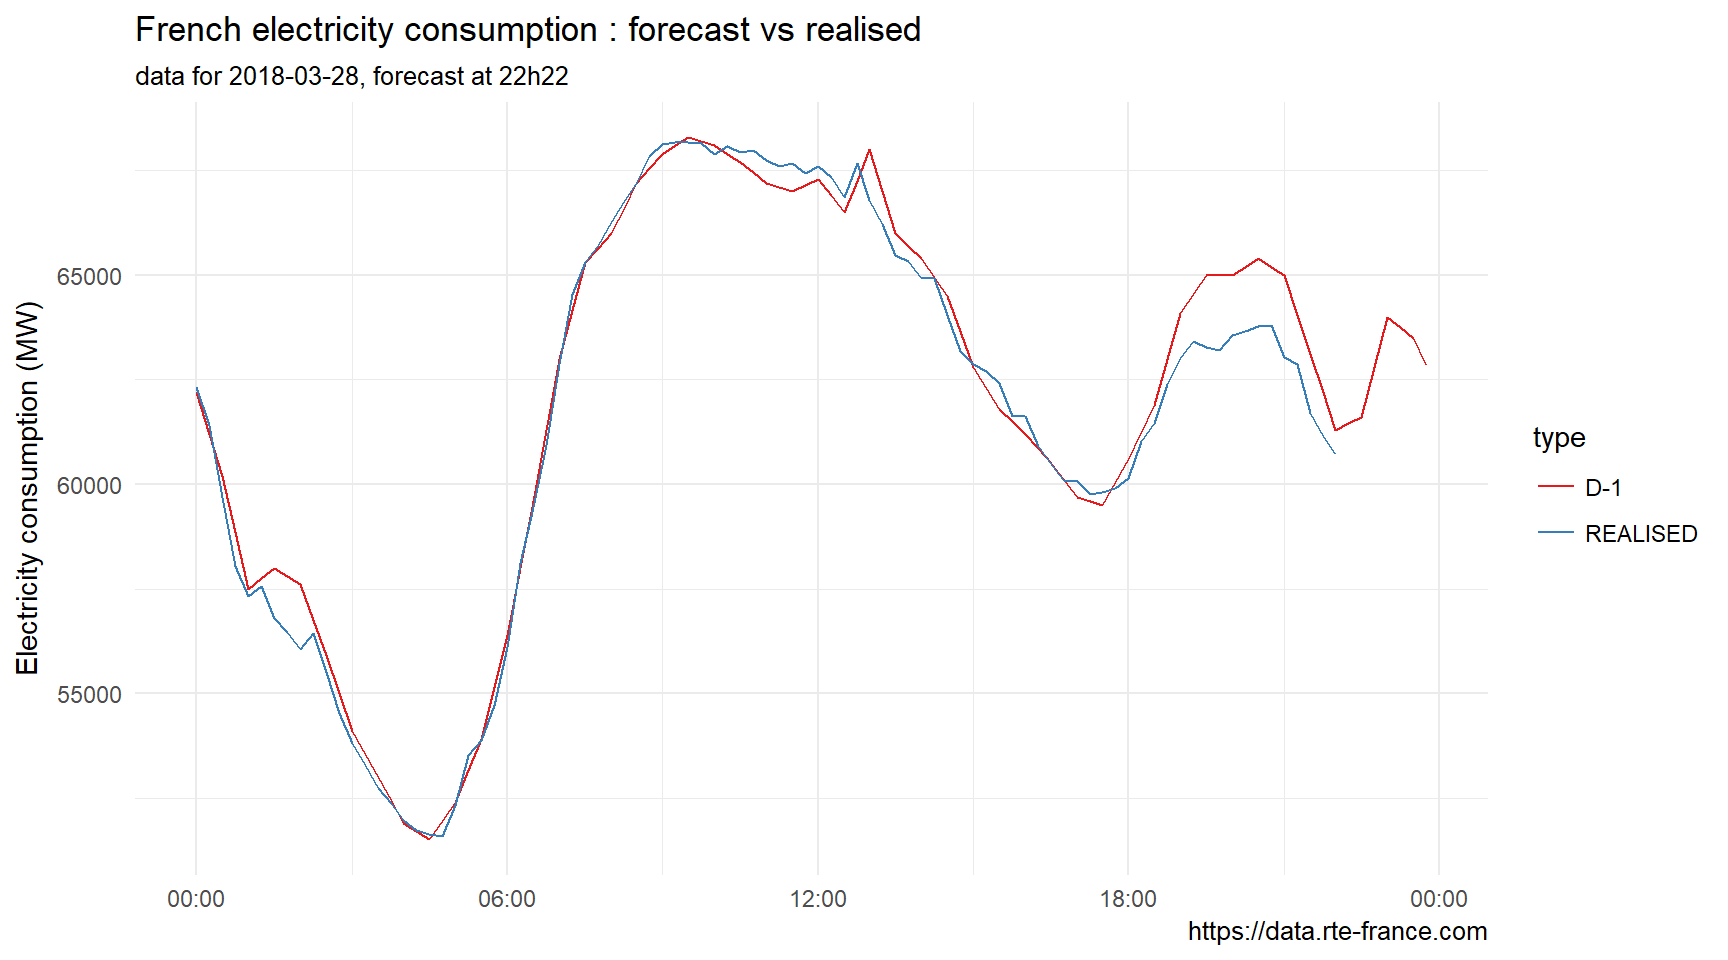 French electricity consumption : forecast vs realised
data for 2018-03-28, forecast at 22h22
Electricity consumption (MW)
65000
60000
55000
00:00 06:00 12:00 18:00 00:00
https://data.rte-france.com
type
D-1
REALISED